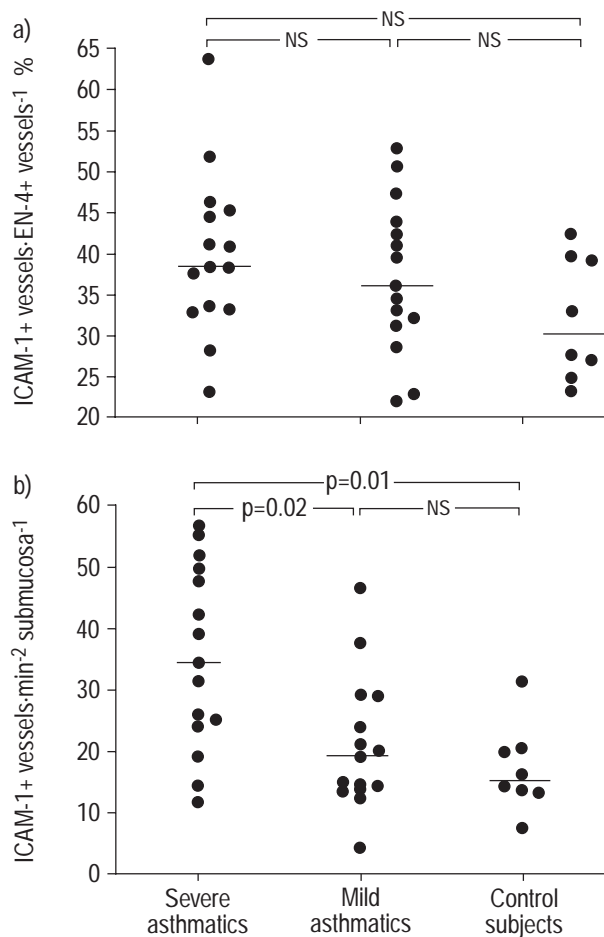 a)
NS
NS
NS
65
60
55
50
45
40
35
30
25
20
ICAM-1+ vessels·EN-4+ vessels-1 %
b)
p=0.01
p=0.02
NS
60
50
40
30
20
10
0
ICAM-1+ vessels·min-2 submucosa-1
Severe
asthmatics
Mild
asthmatics
Control
subjects